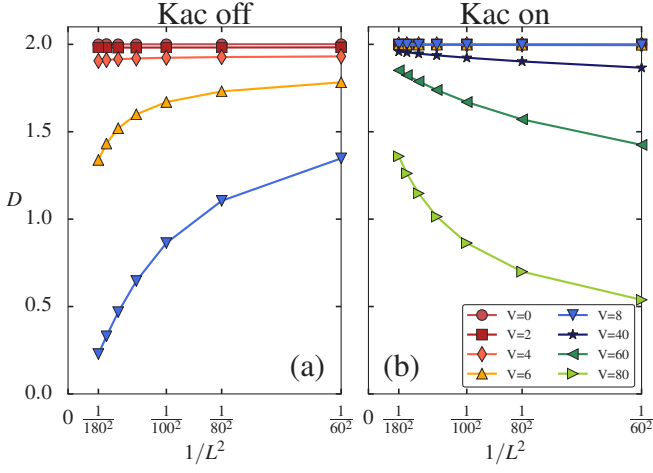 Kac off
Kac on
2.0
1.5
D
1.0
0.5
0.0
(a)
(b)
V=0
V=2
V=4
V=6
V=8
V=40
V=60
V=80
0 1/180² 1/100² 1/80² 1/60²
0 1/180² 1/100² 1/80² 1/60²
1/L²
1/L²